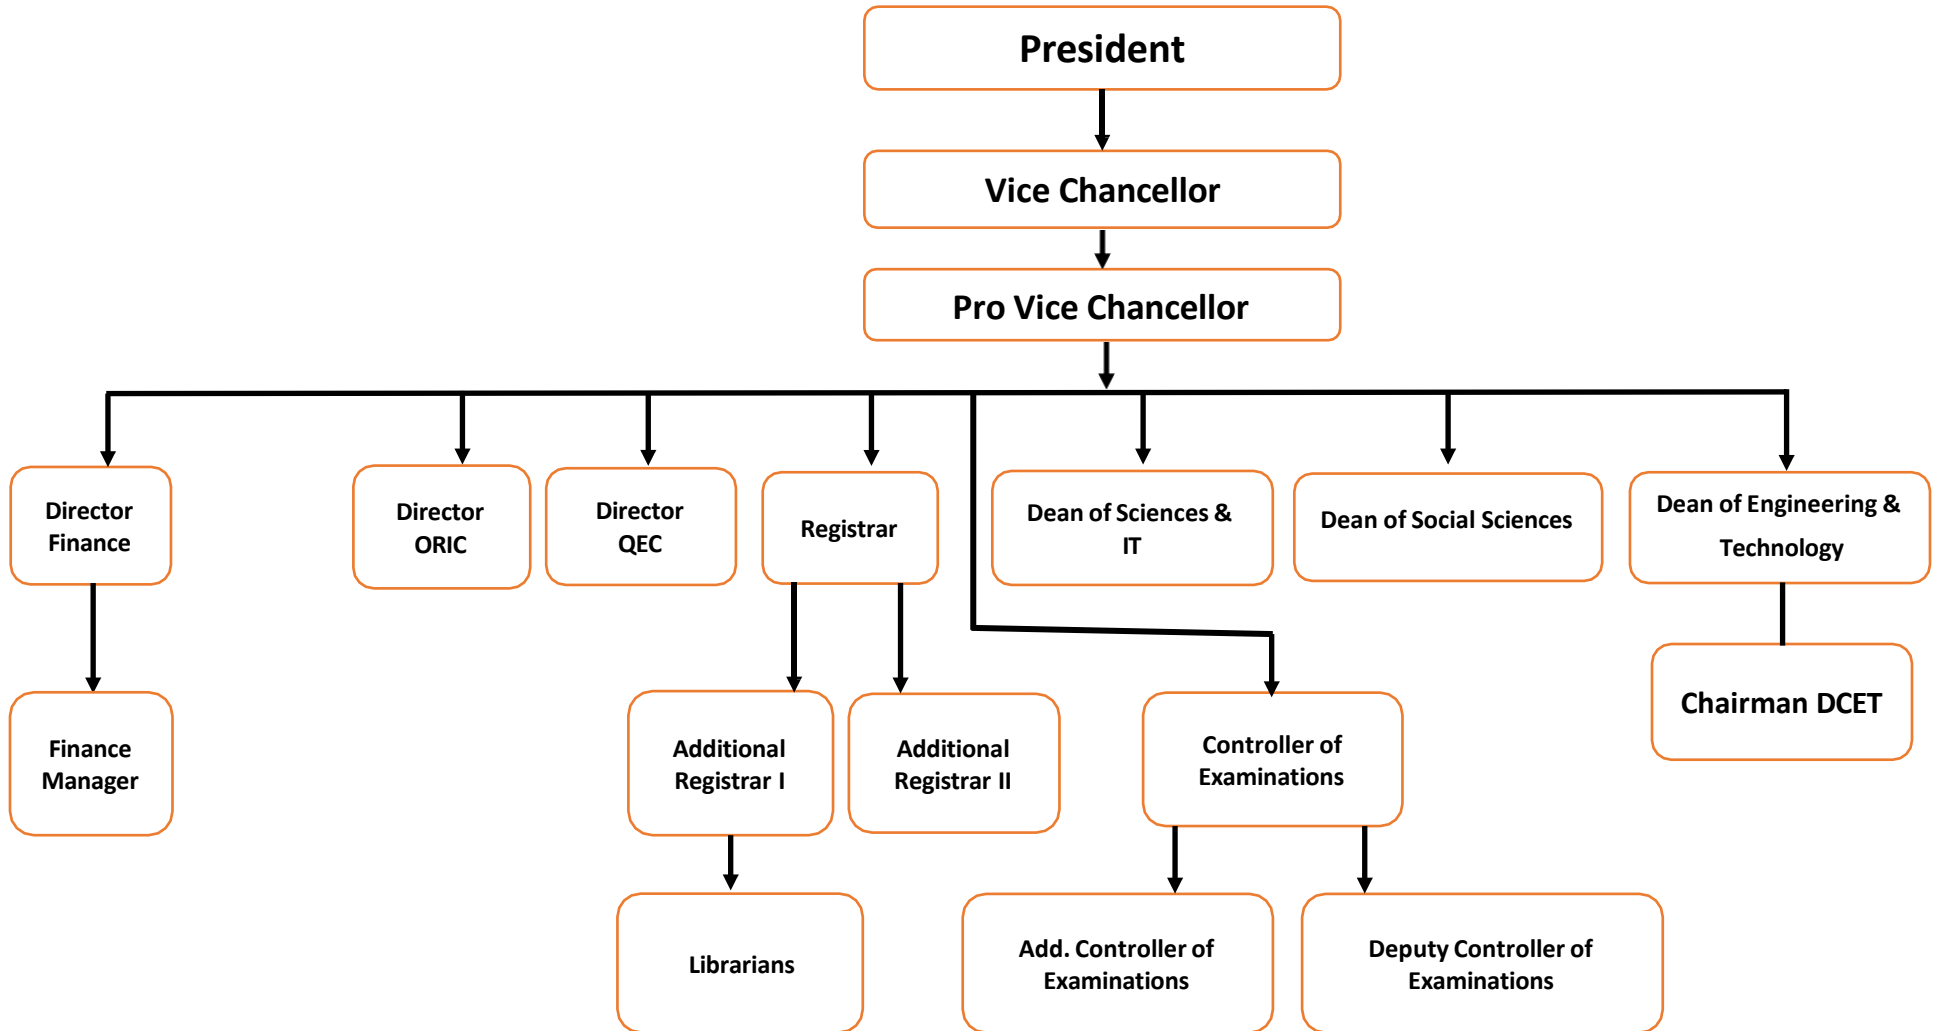 President
Vice Chancellor
Pro Vice Chancellor
Director
Finance
Director
ORIC
Director
QEC
Registrar
Dean of Sciences &
IT
Dean of Social Sciences
Dean of Engineering &
Technology
Finance
Manager
Additional
Registrar I
Additional
Registrar II
Controller of
Examinations
Chairman DCET
Librarians
Add. Controller of
Examinations
Deputy Controller of
Examinations